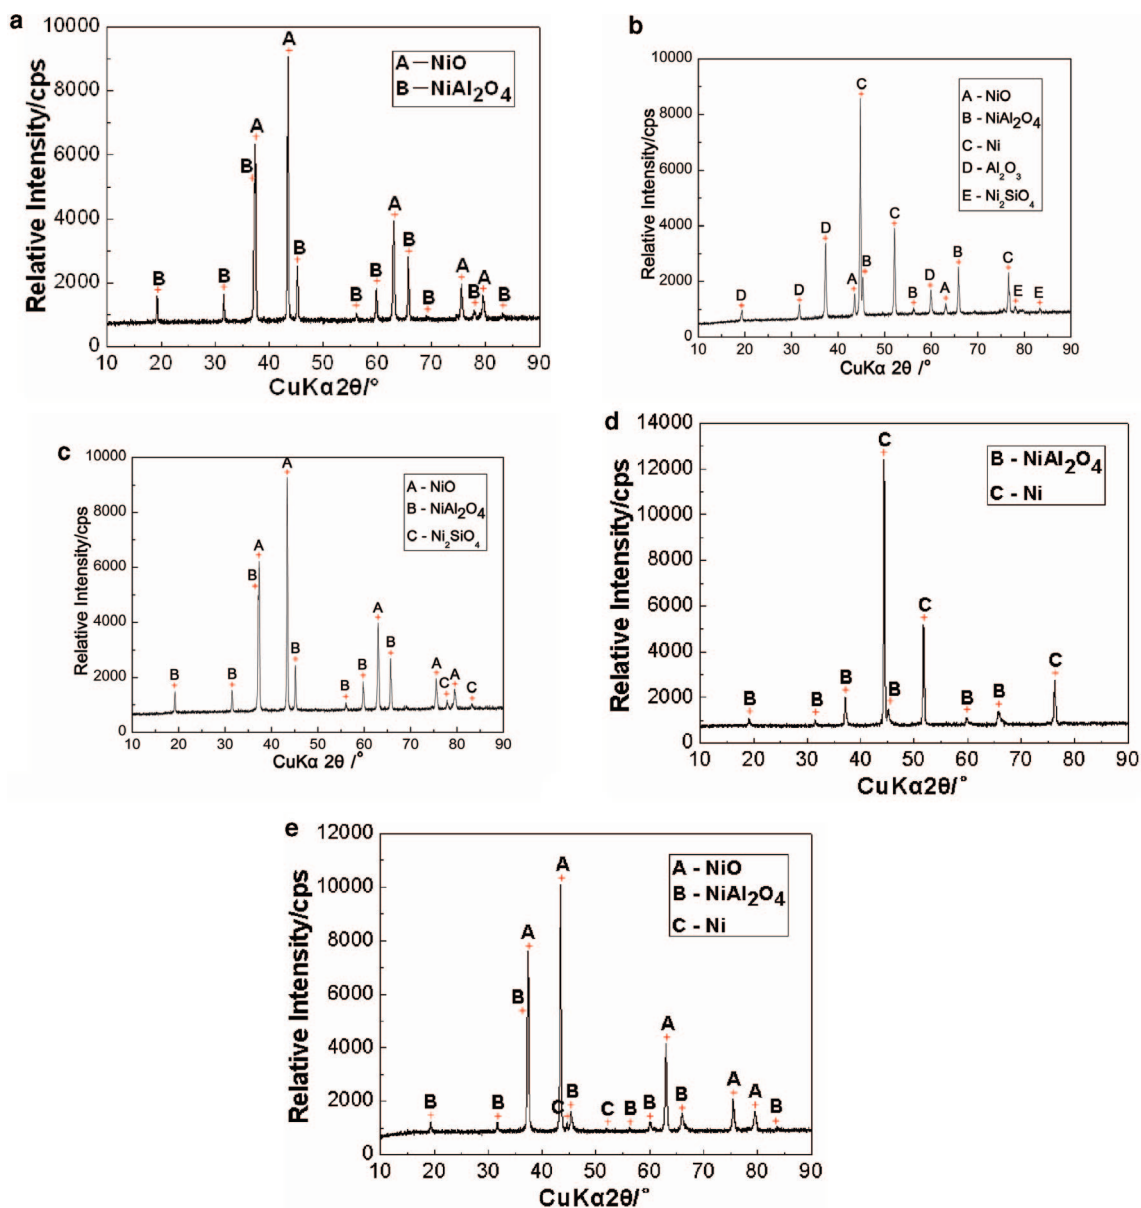 a
10000
8000
6000
4000
2000
0
Relative Intensity/cps
A
A—NiO
B—NiAl₂O₄
A
B
A
B
B
B
B
B
B
A
A
B
B
B
10 20 30 40 50 60 70 80 90
CuKα2θ/°
b
10000
8000
6000
4000
2000
0
Relative Intensity/cps
C
A - NiO
B - NiAl₂O₄
C - Ni
D - Al₂O₃
E - Ni₂SiO₄
C
D
B
B
C
A
D
D
D
B
A
E
E
10 20 30 40 50 60 70 80 90
CuKα 2θ /°
c
10000
8000
6000
4000
2000
0
Relative Intensity/cps
A
A - NiO
B - NiAl₂O₄
C - Ni₂SiO₄
A
B
A
B
B
B
B
B
B
A
A
C
C
10 20 30 40 50 60 70 80 90
CuKα 2θ /°
d
14000
12000
10000
8000
6000
4000
2000
0
Relative Intensity/cps
C
B - NiAl₂O₄
C - Ni
C
C
B
B
B
B
B
B
10 20 30 40 50 60 70 80 90
CuKα2θ/°
e
12000
10000
8000
6000
4000
2000
0
Relative Intensity/cps
A
A - NiO
B - NiAl₂O₄
C - Ni
A
B
A
B
B
C
B
C
B
B
B
A
A
B
10 20 30 40 50 60 70 80 90
CuKα2θ/°